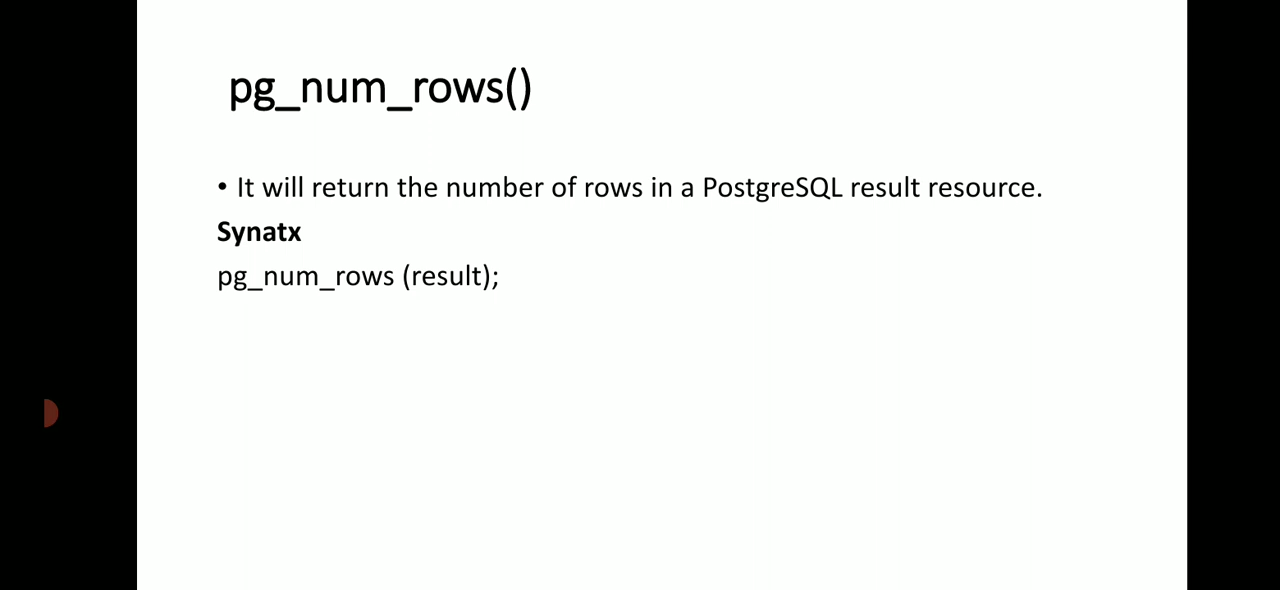 pg_num_rows()
• It will return the number of rows in a PostgreSQL result resource.
Synatx
pg_num_rows (result);